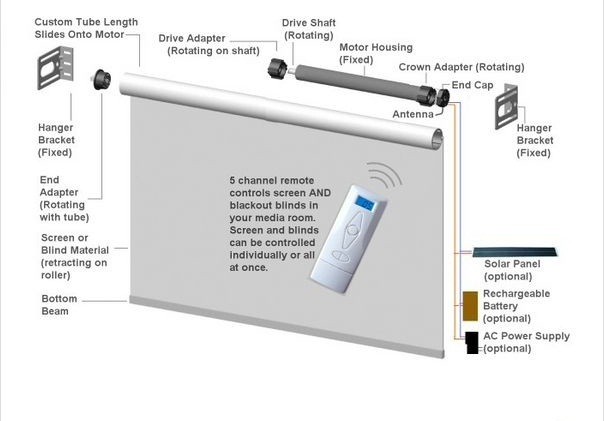 Custom Tube Length
Slides Onto Motor
Drive Adapter
(Rotating on shaft)
Drive Shaft
(Rotating)
Motor Housing
(Fixed)
Crown Adapter (Rotating)
End Cap
Antenna
Hanger
Bracket
(Fixed)
Hanger
Bracket
(Fixed)
End
Adapter
(Rotating
with tube)
5 channel remote
controls screen AND
blackout blinds in
your media room.
Screen and blinds
can be controlled
individually or all
at once.
Screen or
Blind Material
(retracting on
roller)
Bottom
Beam
Solar Panel
(optional)
Rechargeable
Battery
(optional)
AC Power Supply
(optional)